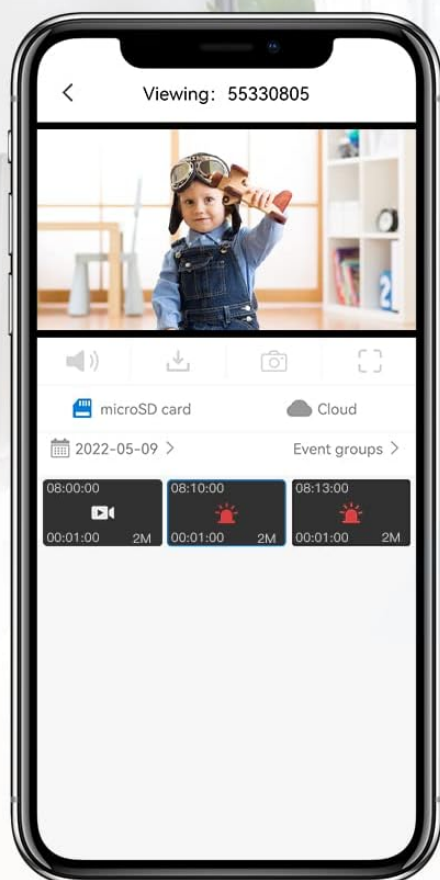 Viewing: 55330805
microSD card
Cloud
2022-05-09 >
Event groups >
08:00:00
00:01:00 2M
08:10:00
00:01:00 2M
08:13:00
00:01:00 2M